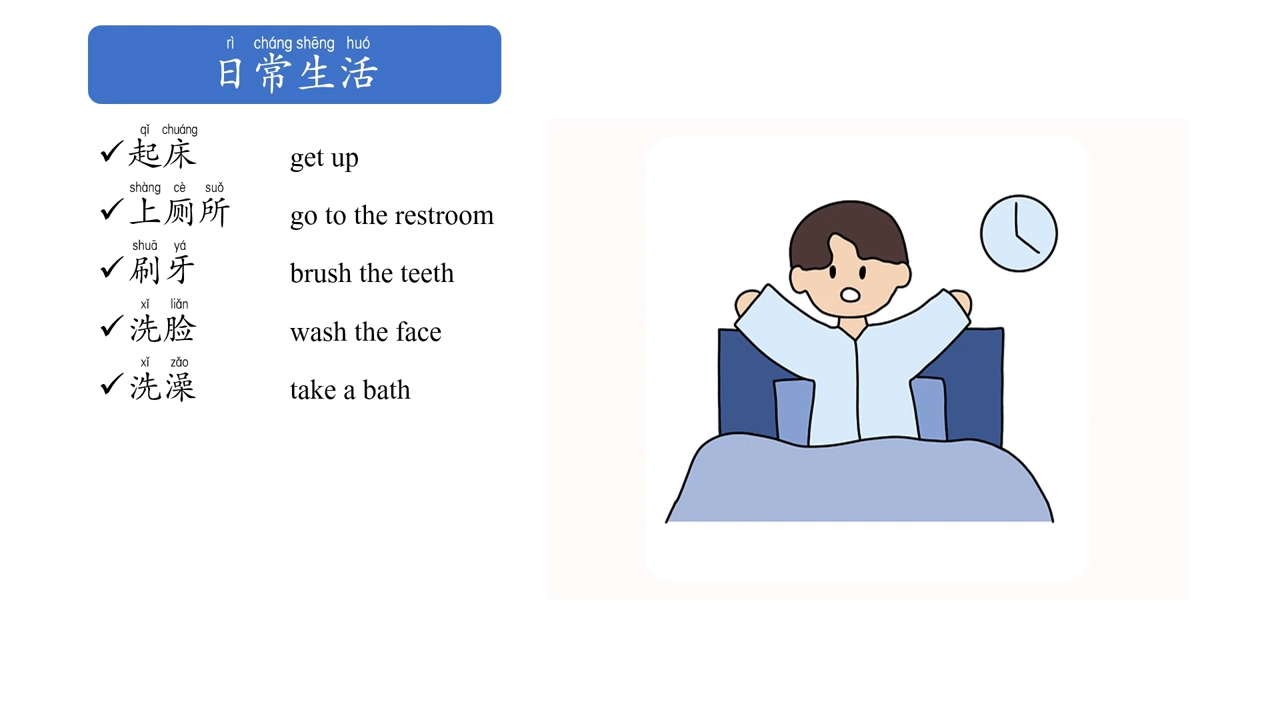 rì cháng shēng huó
日常生活
qǐ chuáng
✓起床 get up
shàng cè suǒ
✓上厕所 go to the restroom
shuā yá
✓刷牙 brush the teeth
xǐ liǎn
✓洗脸 wash the face
xǐ zǎo
✓洗澡 take a bath